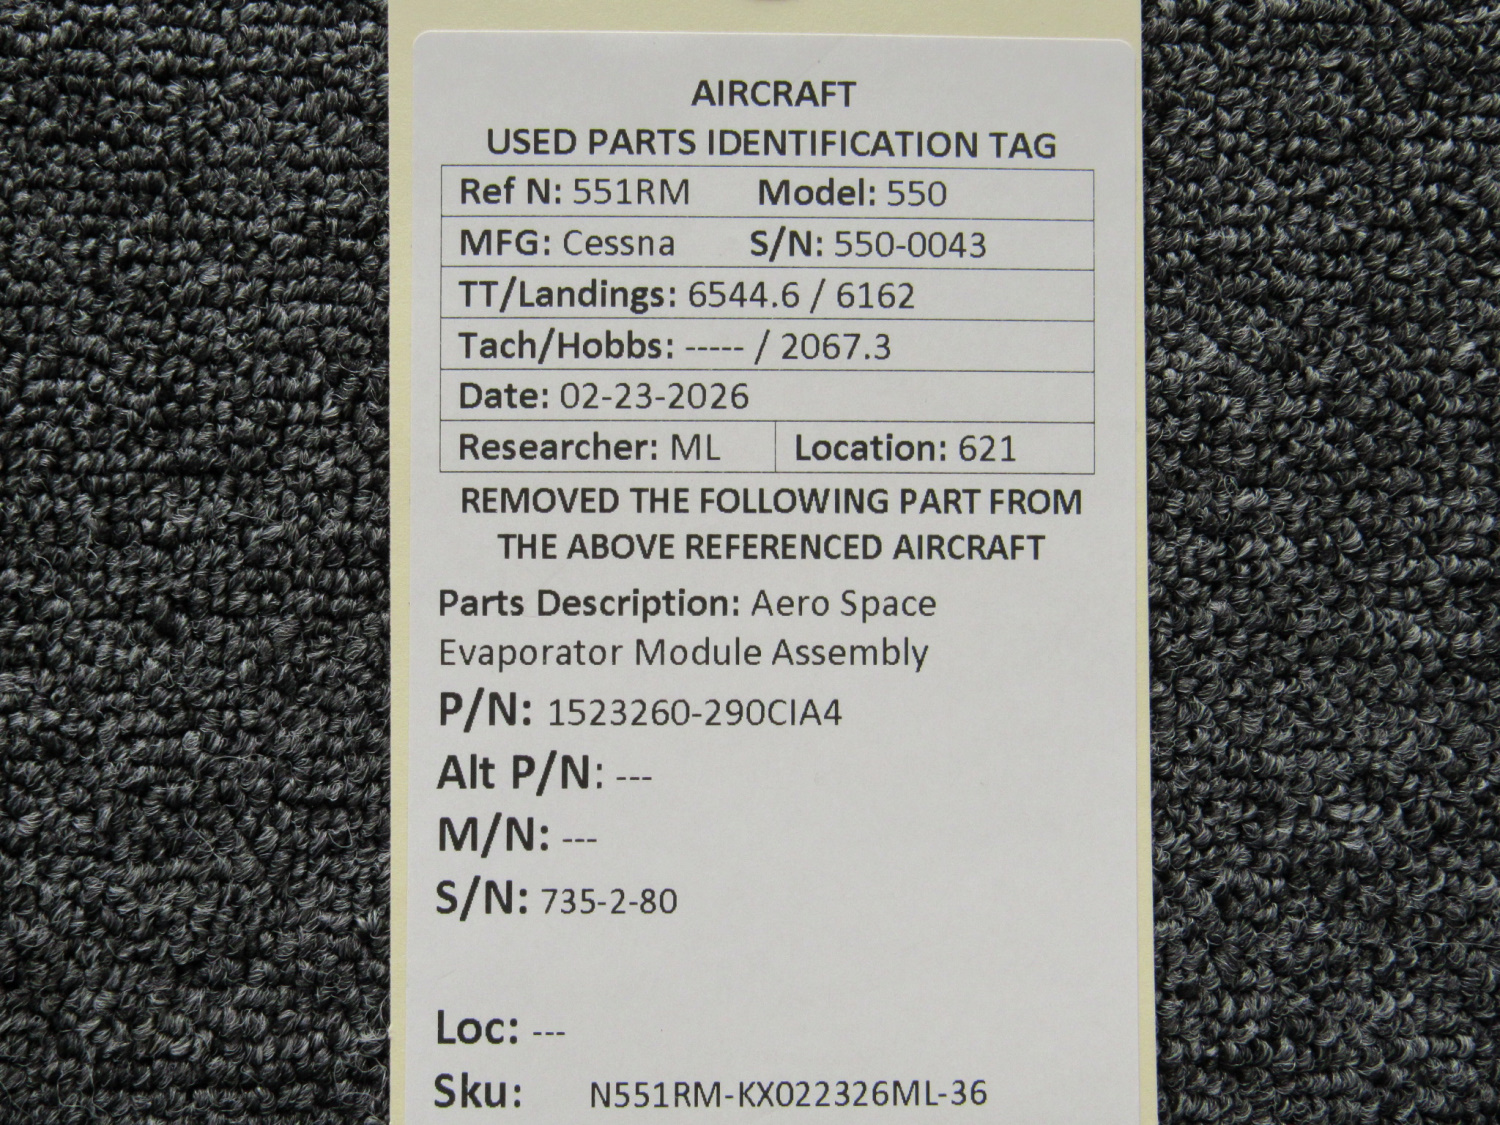 AIRCRAFT
USED PARTS IDENTIFICATION TAG
Ref N: 551RM Model: 550
MFG: Cessna S/N: 550-0043
TT/Landings: 6544.6 / 6162
Tach/Hobbs: ----- / 2067.3
Date: 02-23-2026
Researcher: ML Location: 621
REMOVED THE FOLLOWING PART FROM
THE ABOVE REFERENCED AIRCRAFT
Parts Description: Aero Space
Evaporator Module Assembly
P/N: 1523260-290CIA4
Alt P/N: ---
M/N: ---
S/N: 735-2-80
Loc: ---
Sku: N551RM-KX022326ML-36